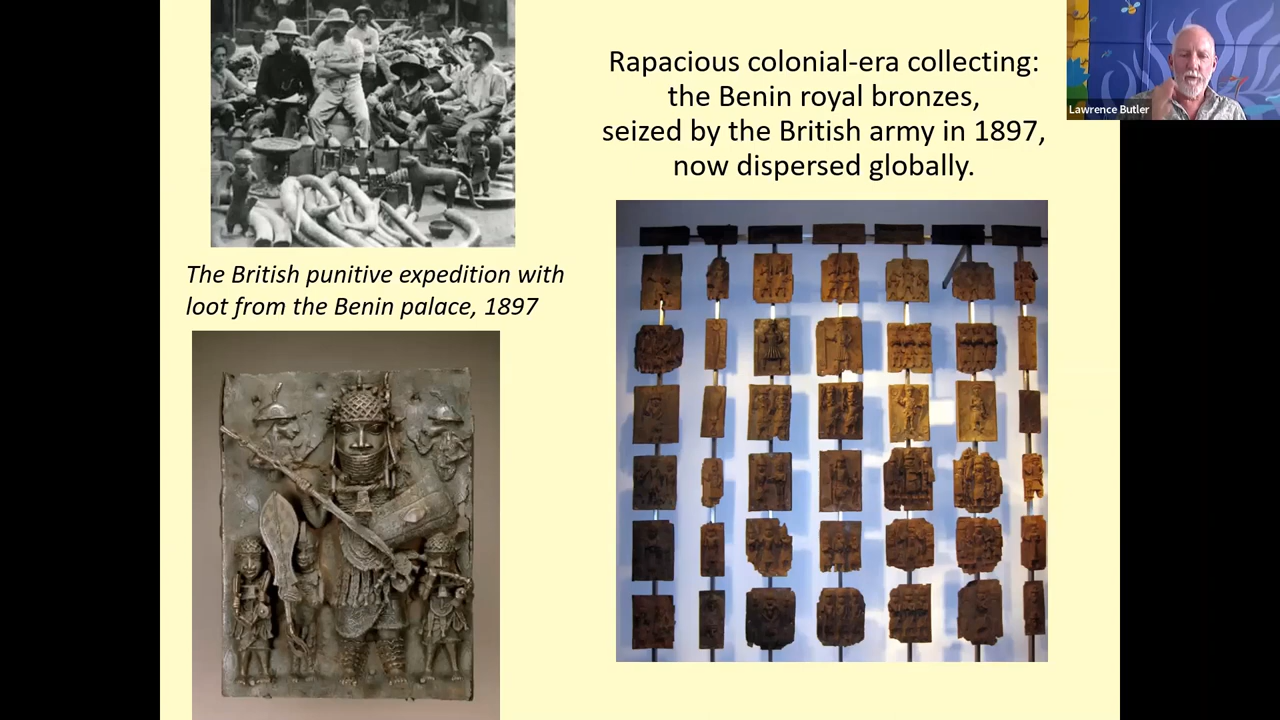 Rapacious colonial-era collecting:
the Benin royal bronzes,
seized by the British army in 1897,
now dispersed globally.
Lawrence Butler
The British punitive expedition with
loot from the Benin palace, 1897